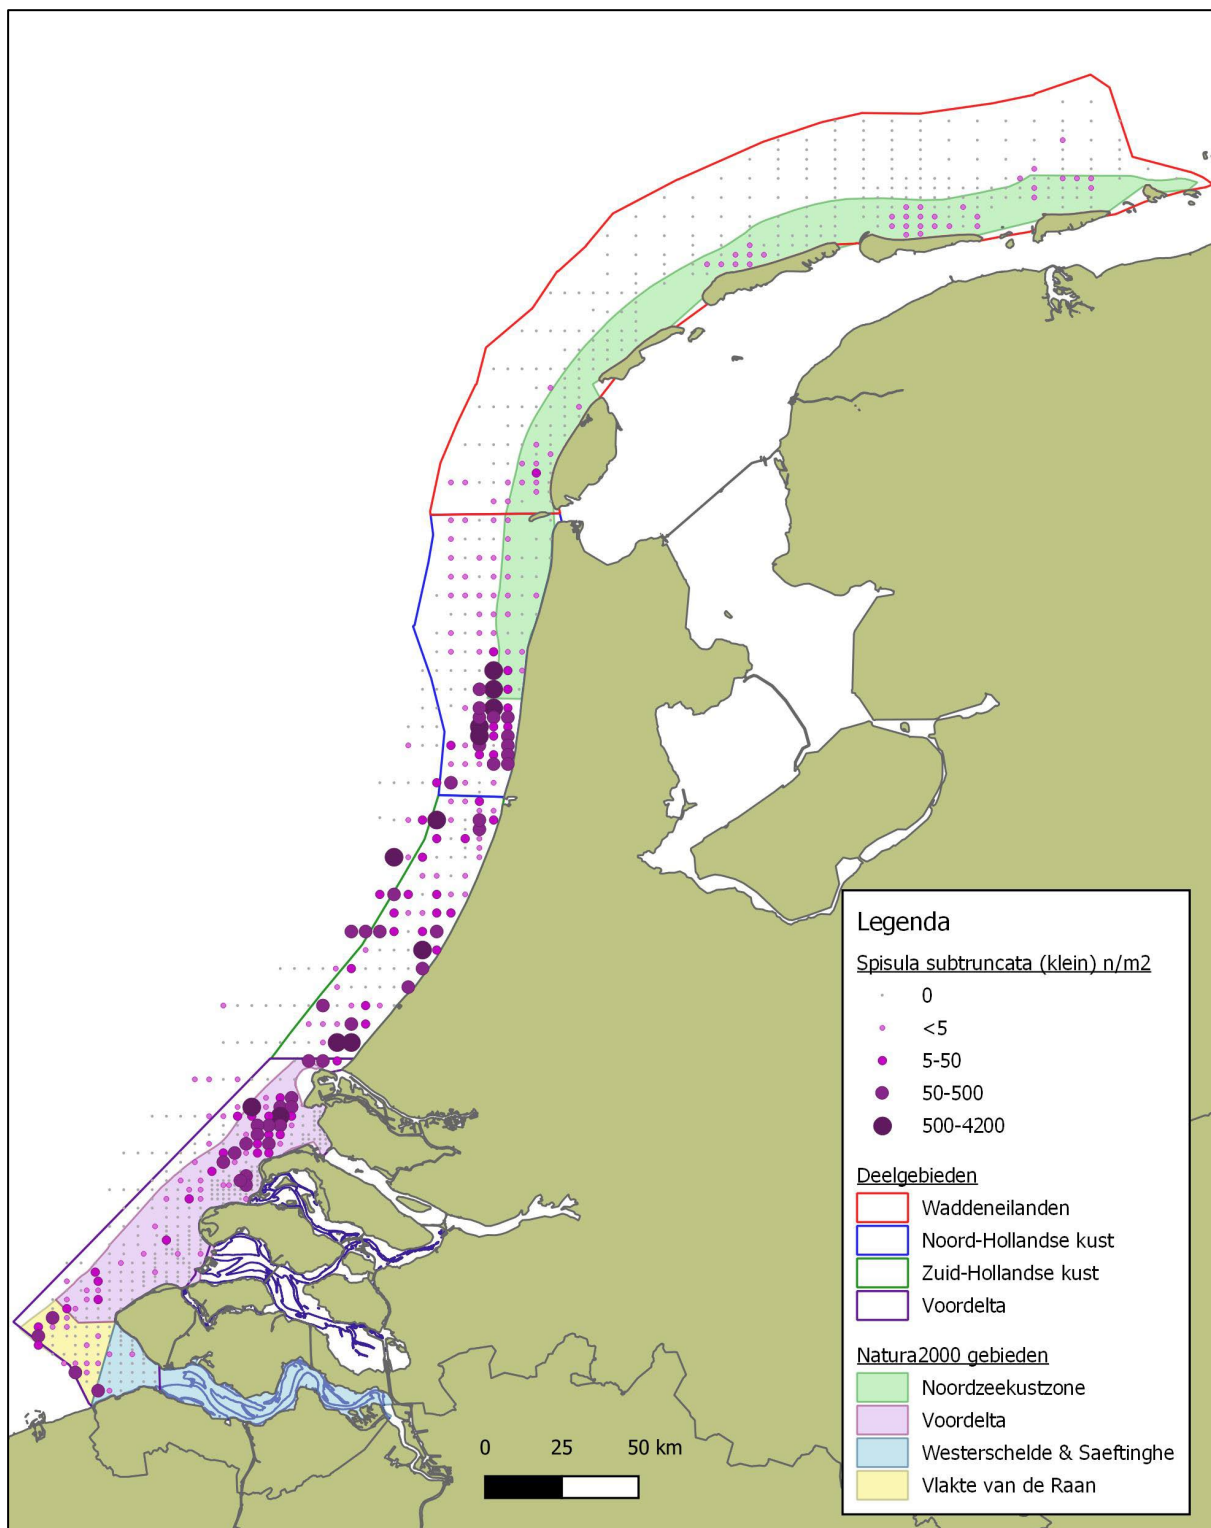 0 25 50 km
Legenda
Spisula subtruncata (klein) n/m2
0
<5
5-50
50-500
500-4200
Deelgebieden
Waddeneilanden
Noord-Hollandse kust
Zuid-Hollandse kust
Voordelta
Natura2000 gebieden
Noordzeekustzone
Voordelta
Westerschelde & Saeftinghe
Vlakte van de Raan